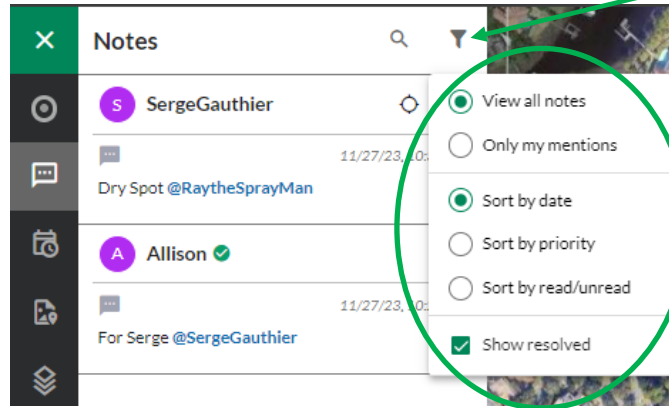 Notes
S SergeGauthier
11/27/23,
Dry Spot @RaytheSprayMan
A Allison
11/27/23,
For Serge @SergeGauthier
View all notes
Only my mentions
Sort by date
Sort by priority
Sort by read/unread
Show resolved